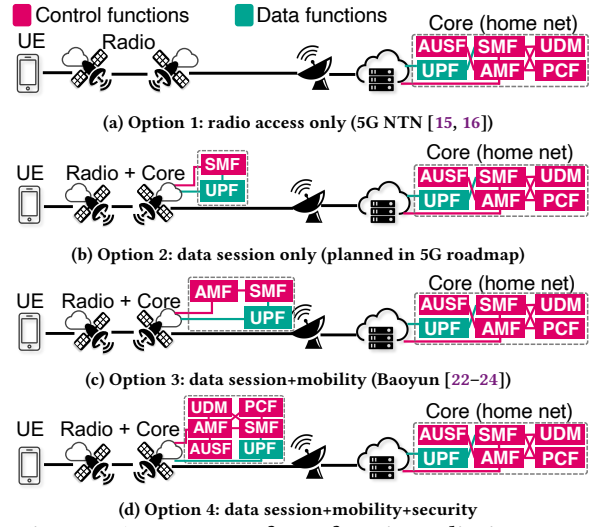 Control functions Data functions
UE Radio Core (home net)
AUSF SMF UDM
UPF AMF PCF
(a) Option 1: radio access only (5G NTN [15, 16])
Core (home net)
UE Radio + Core SMF
UPF
AUSF SMF UDM
UPF AMF PCF
(b) Option 2: data session only (planned in 5G roadmap)
Core (home net)
UE Radio + Core AMF SMF
UPF
AUSF SMF UDM
UPF AMF PCF
(c) Option 3: data session+mobility (Baoyun [22–24])
UDM PCF Core (home net)
UE Radio + Core AMF SMF
AUSF UPF
AUSF SMF UDM
UPF AMF PCF
(d) Option 4: data session+mobility+security